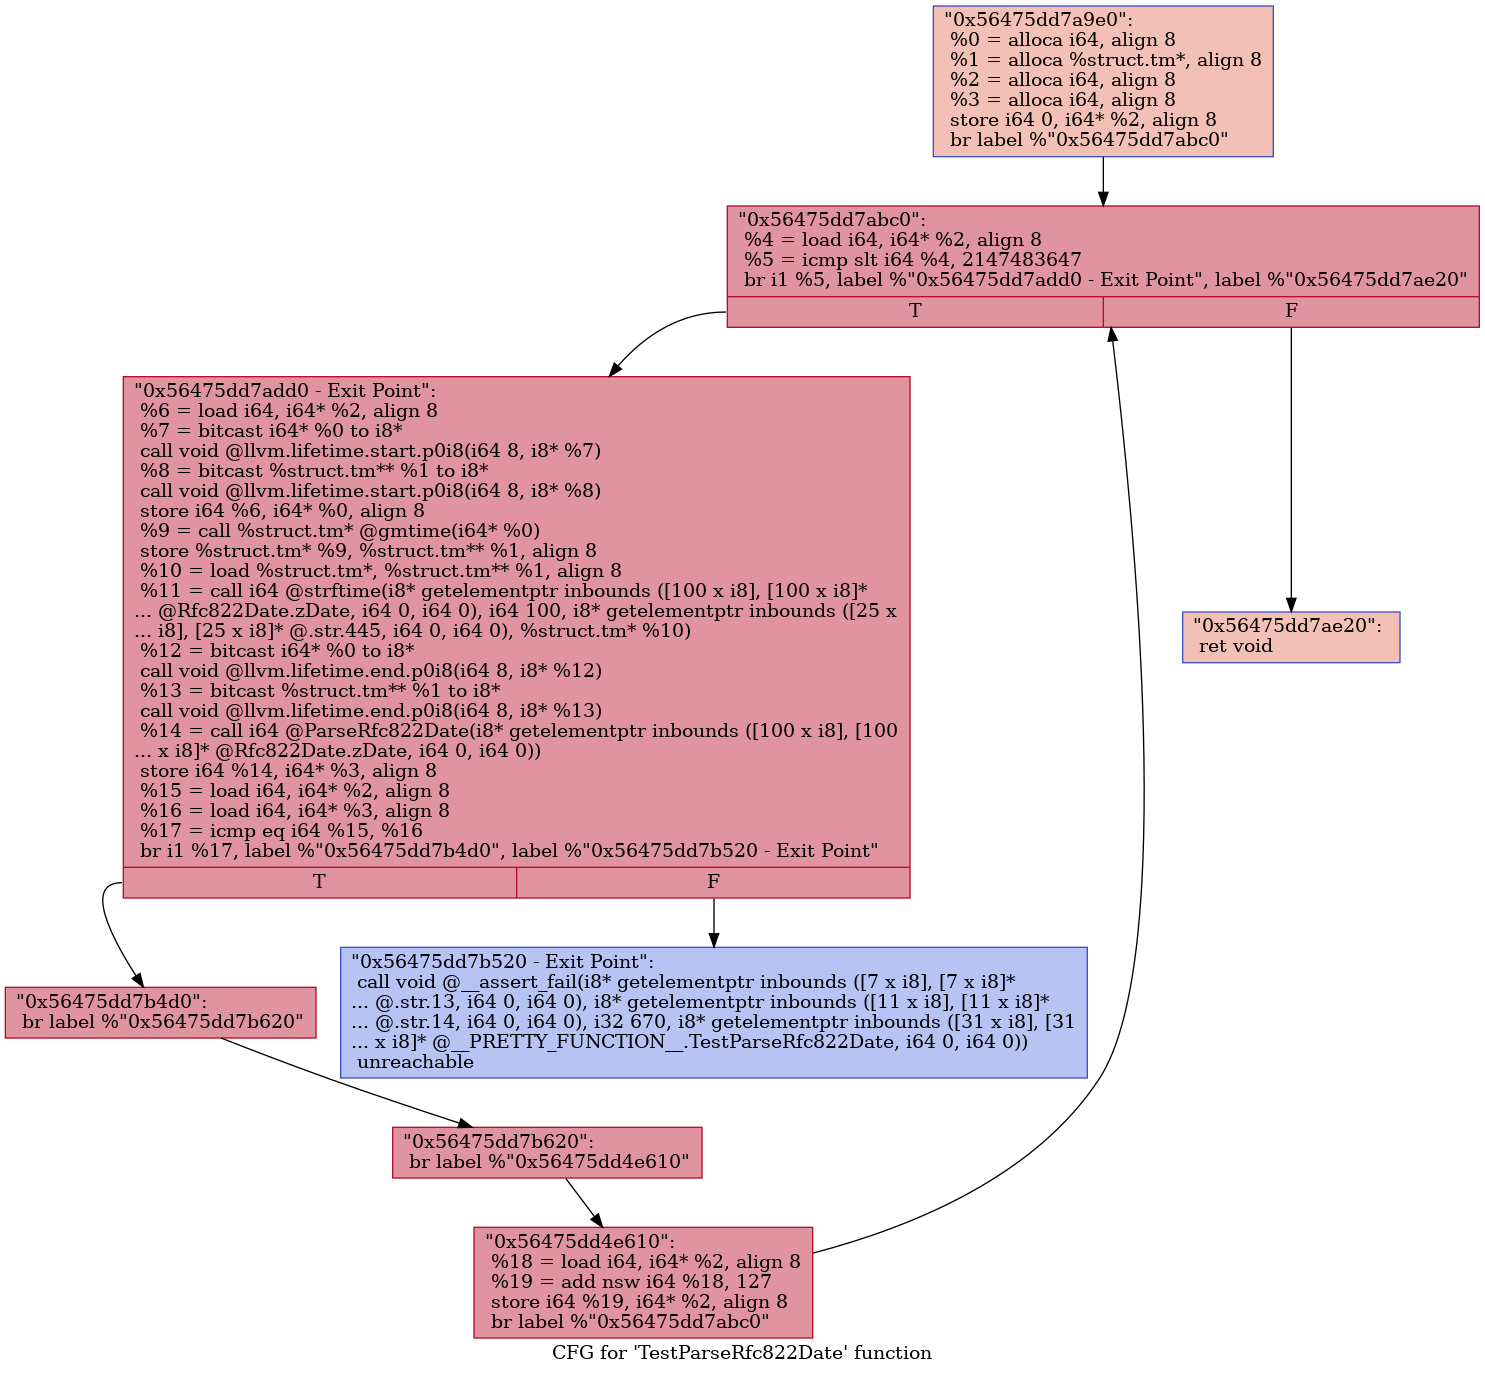 "0x56475dd7a9e0":
%0 = alloca i64, align 8
%1 = alloca %struct.tm*, align 8
%2 = alloca i64, align 8
%3 = alloca i64, align 8
store i64 0, i64* %2, align 8
br label %"0x56475dd7abc0"
"0x56475dd7abc0":
%4 = load i64, i64* %2, align 8
%5 = icmp slt i64 %4, 2147483647
br i1 %5, label %"0x56475dd7add0 - Exit Point", label %"0x56475dd7ae20"
T F
"0x56475dd7add0 - Exit Point":
%6 = load i64, i64* %2, align 8
%7 = bitcast i64* %0 to i8*
call void @llvm.lifetime.start.p0i8(i64 8, i8* %7)
%8 = bitcast %struct.tm** %1 to i8*
call void @llvm.lifetime.start.p0i8(i64 8, i8* %8)
store i64 %6, i64* %0, align 8
%9 = call %struct.tm* @gmtime(i64* %0)
store %struct.tm* %9, %struct.tm** %1, align 8
%10 = load %struct.tm*, %struct.tm** %1, align 8
%11 = call i64 @strftime(i8* getelementptr inbounds ([100 x i8], [100 x i8]*
... @Rfc822Date.zDate, i64 0, i64 0), i64 100, i8* getelementptr inbounds ([25 x
... i8], [25 x i8]* @.str.445, i64 0, i64 0), %struct.tm* %10)
%12 = bitcast i64* %0 to i8*
call void @llvm.lifetime.end.p0i8(i64 8, i8* %12)
%13 = bitcast %struct.tm** %1 to i8*
call void @llvm.lifetime.end.p0i8(i64 8, i8* %13)
%14 = call i64 @ParseRfc822Date(i8* getelementptr inbounds ([100 x i8], [100
... x i8]* @Rfc822Date.zDate, i64 0, i64 0))
store i64 %14, i64* %3, align 8
%15 = load i64, i64* %2, align 8
%16 = load i64, i64* %3, align 8
%17 = icmp eq i64 %15, %16
br i1 %17, label %"0x56475dd7b4d0", label %"0x56475dd7b520 - Exit Point"
T F
"0x56475dd7ae20":
ret void
"0x56475dd7b4d0":
br label %"0x56475dd7b620"
"0x56475dd7b520 - Exit Point":
call void @__assert_fail(i8* getelementptr inbounds ([7 x i8], [7 x i8]*
... @.str.13, i64 0, i64 0), i8* getelementptr inbounds ([11 x i8], [11 x i8]*
... @.str.14, i64 0, i64 0), i32 670, i8* getelementptr inbounds ([31 x i8], [31
... x i8]* @__PRETTY_FUNCTION__.TestParseRfc822Date, i64 0, i64 0))
unreachable
"0x56475dd7b620":
br label %"0x56475dd4e610"
"0x56475dd4e610":
%18 = load i64, i64* %2, align 8
%19 = add nsw i64 %18, 127
store i64 %19, i64* %2, align 8
br label %"0x56475dd7abc0"
CFG for 'TestParseRfc822Date' function